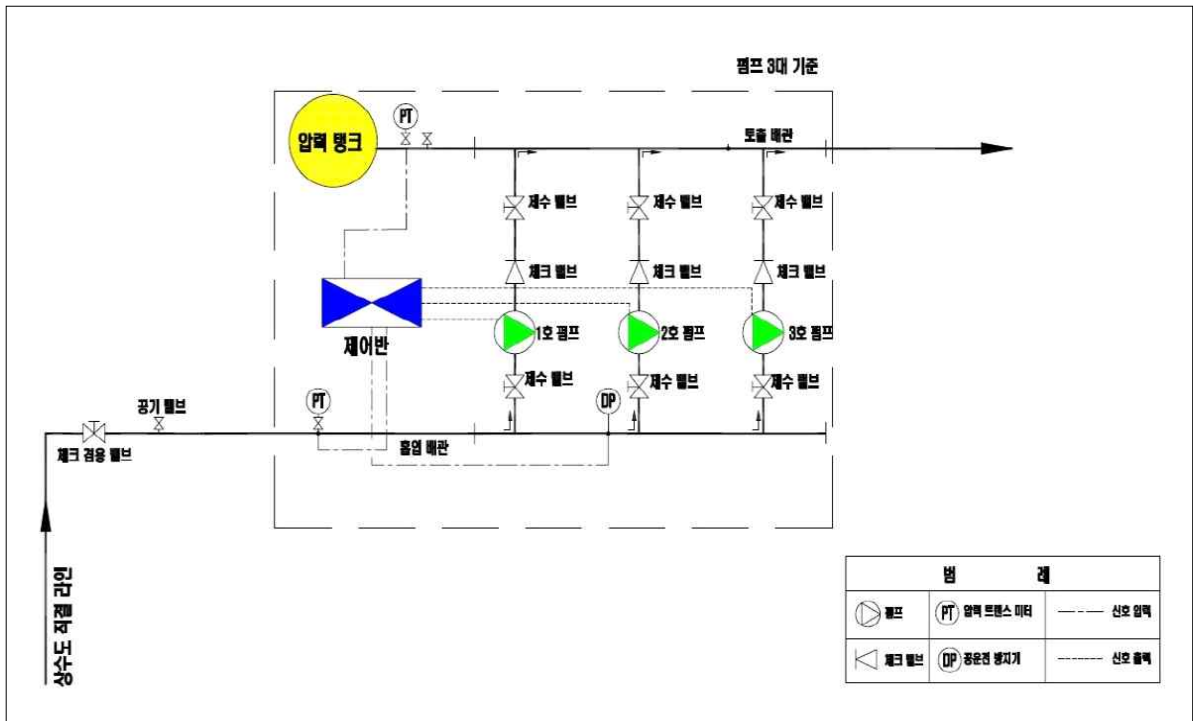 펌프 3대 기준
PT
압력 탱크
토출 배관
제수 밸브
제수 밸브
제수 밸브
체크 밸브
체크 밸브
체크 밸브
1호 펌프
2호 펌프
3호 펌프
제어반
제수 밸브
제수 밸브
제수 밸브
공기 밸브
PT
DP
체크 겸용 밸브
흡입 배관
상수도 직결 라인
범 례
펌프
PT 압력 트랜스 미터
신호 입력
체크 밸브
DP 공운전 방지기
신호 출력